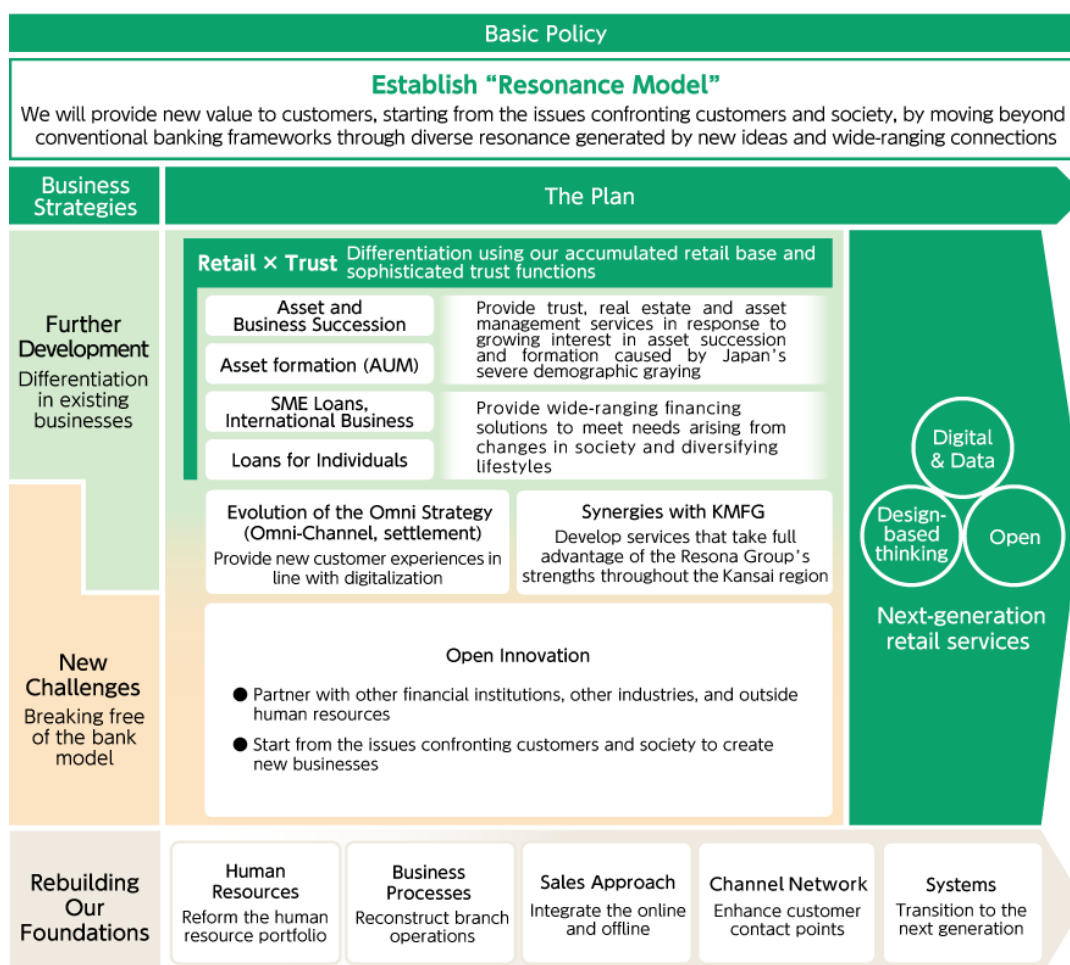 Basic Policy
Establish “Resonance Model”
We will provide new value to customers, starting from the issues confronting customers and society, by moving beyond
conventional banking frameworks through diverse resonance generated by new ideas and wide-ranging connections
Business
Strategies
The Plan
Further
Development
Differentiation
in existing
businesses
Retail × Trust
Differentiation using our accumulated retail base and
sophisticated trust functions
Asset and
Business Succession
Asset formation (AUM)
Provide trust, real estate and asset
management services in response to
growing interest in asset succession
and formation caused by Japan's
severe demographic graying
SME Loans,
International Business
Loans for Individuals
Provide wide-ranging financing
solutions to meet needs arising from
changes in society and diversifying
lifestyles
Evolution of the Omni Strategy
(Omni-Channel, settlement)
Provide new customer experiences in
line with digitalization
Synergies with KMFG
Develop services that take full
advantage of the Resona Group's
strengths throughout the Kansai region
New
Challenges
Breaking free
of the bank
model
Open Innovation
● Partner with other financial institutions, other industries, and outside
human resources
● Start from the issues confronting customers and society to create
new businesses
Digital
& Data
Design-
based
thinking
Open
Next-generation
retail services
Rebuilding
Our
Foundations
Human
Resources
Reform the human
resource portfolio
Business
Processes
Reconstruct branch
operations
Sales Approach
Integrate the online
and offline
Channel Network
Enhance customer
contact points
Systems
Transition to the
next generation